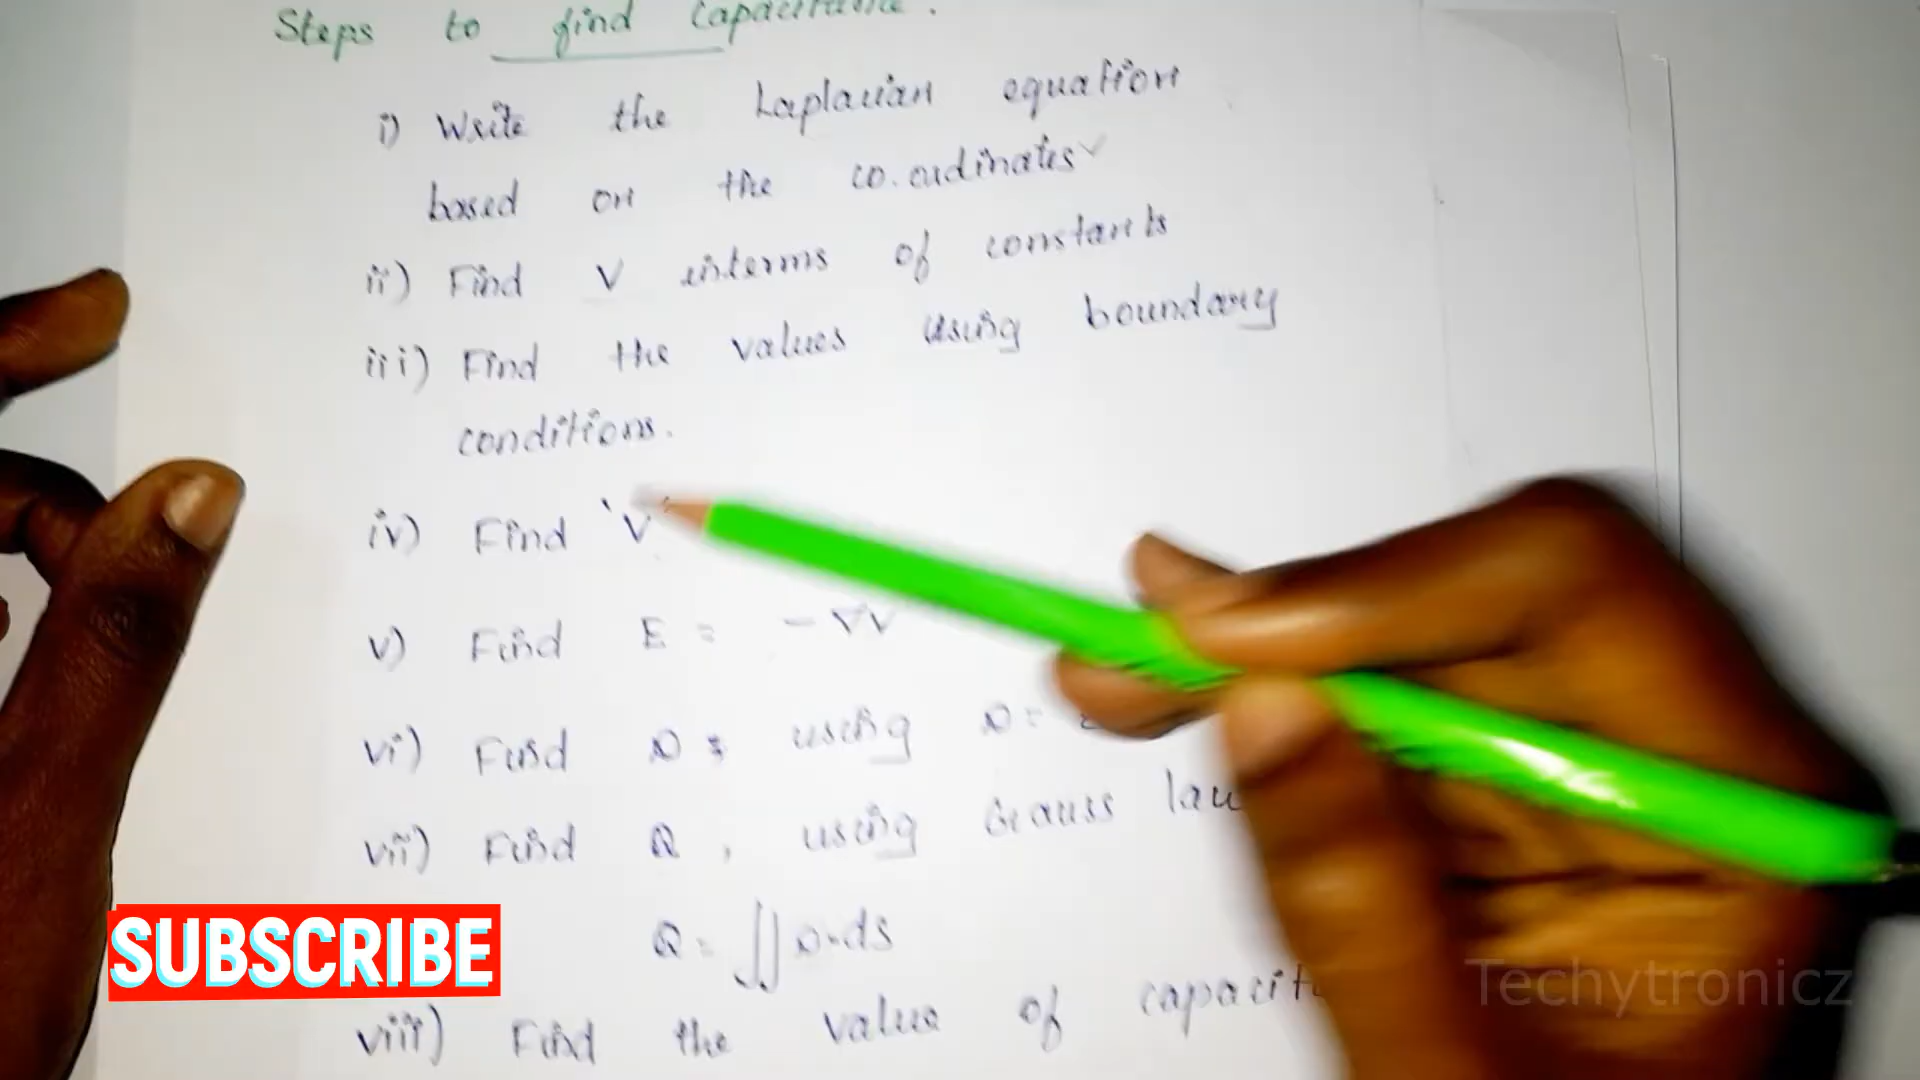 Steps to find Capacitance.
i) Write the Laplacian equation
based on the co.ordinates
ii) Find V interms of constants
iii) Find the values using boundary
conditions.
iv) Find 'V'
v) Find E = -∇V
vi) Find D; using D =
vii) Find Q, using Gauss law
Q = ∬ D.ds
viii) Find the value of
SUBSCRIBE
Techytronicz